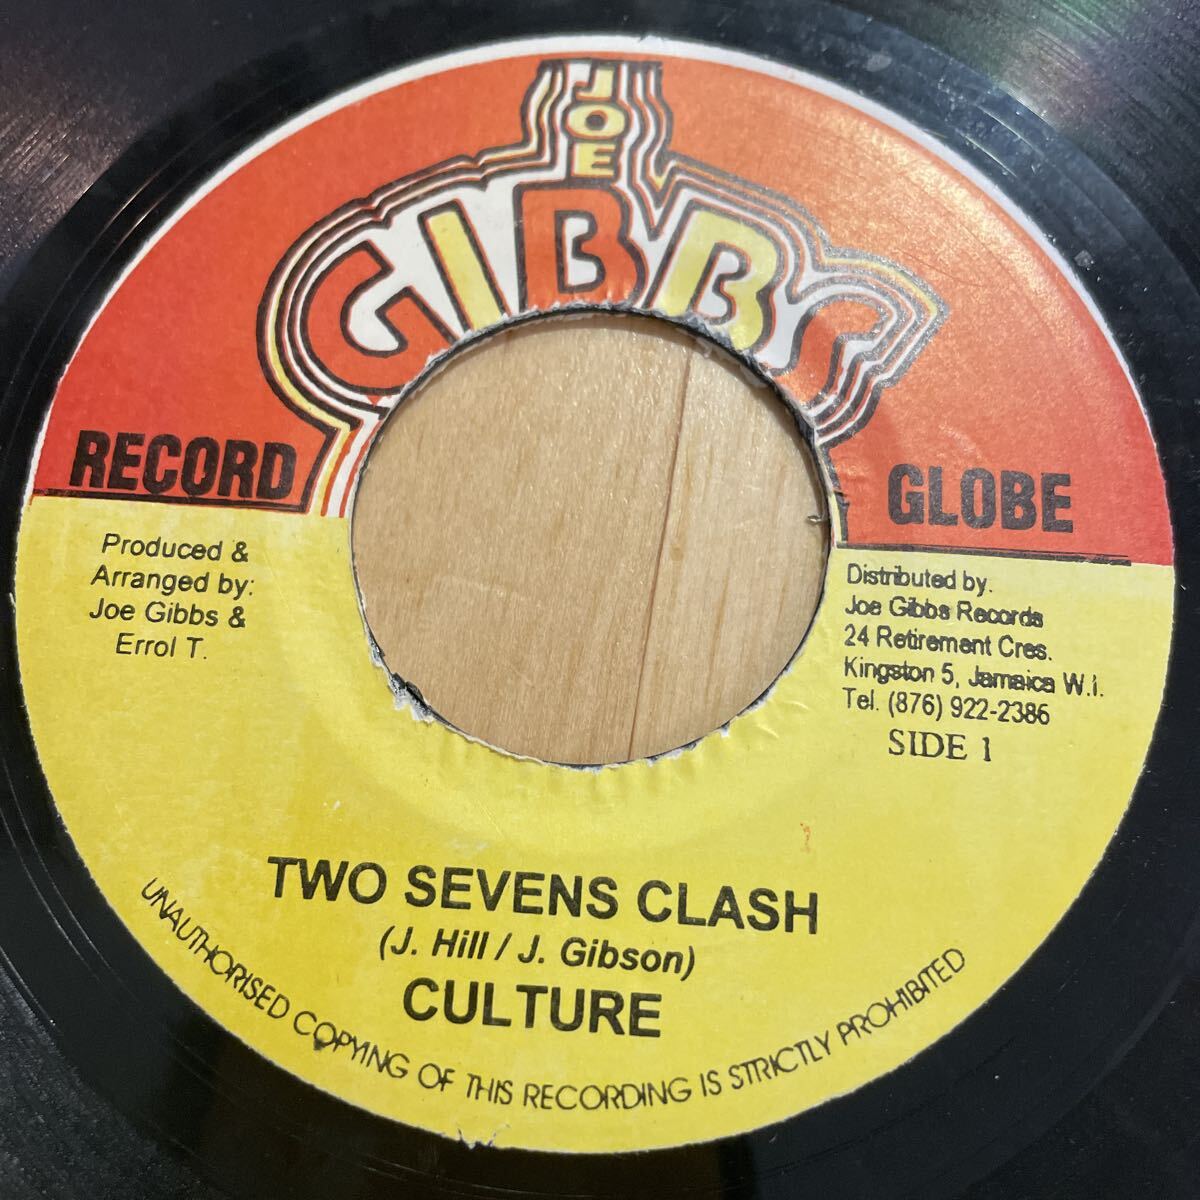 JOE
GIBBS
RECORD
GLOBE
Produced &
Arranged by:
Joe Gibbs &
Errol T.
Distributed by.
Joe Gibbs Records
24 Retirement Cres.
Kingston 5, Jamaica W.I.
Tel. (876) 922-2386
SIDE 1
TWO SEVENS CLASH
(J. Hill / J. Gibson)
CULTURE
UNAUTHORISED COPYING OF THIS RECORDING IS STRICTLY PROHIBITED